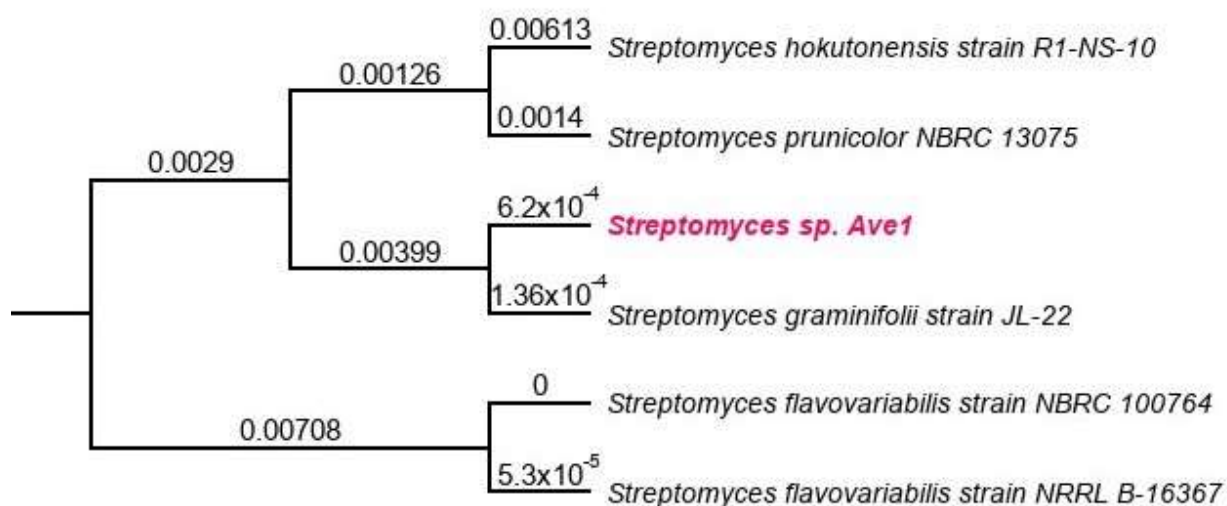 0.00613
Streptomyces hokutonensis strain R1-NS-10
0.00126
0.0014
Streptomyces prunicolor NBRC 13075
0.0029
6.2x10⁻⁴
Streptomyces sp. Ave1
0.00399
1.36x10⁻⁴
Streptomyces graminifolii strain JL-22
0
Streptomyces flavovariabilis strain NBRC 100764
0.00708
5.3x10⁻⁵
Streptomyces flavovariabilis strain NRRL B-16367